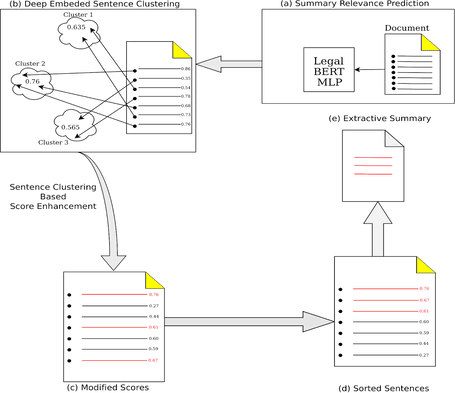 (b) Deep Embeded Sentence Clustering
Cluster 1
0.635
Cluster 2
0.76
0.565
Cluster 3
0.86
0.35
0.54
0.78
0.68
0.73
0.76
(a) Summary Relevance Prediction
Document
Legal
BERT
MLP
(e) Extractive Summary
Sentence Clustering
Based
Score Enhancement
0.76
0.27
0.44
0.61
0.60
0.59
0.67
(c) Modified Scores
0.76
0.67
0.61
0.60
0.59
0.44
0.27
(d) Sorted Sentences